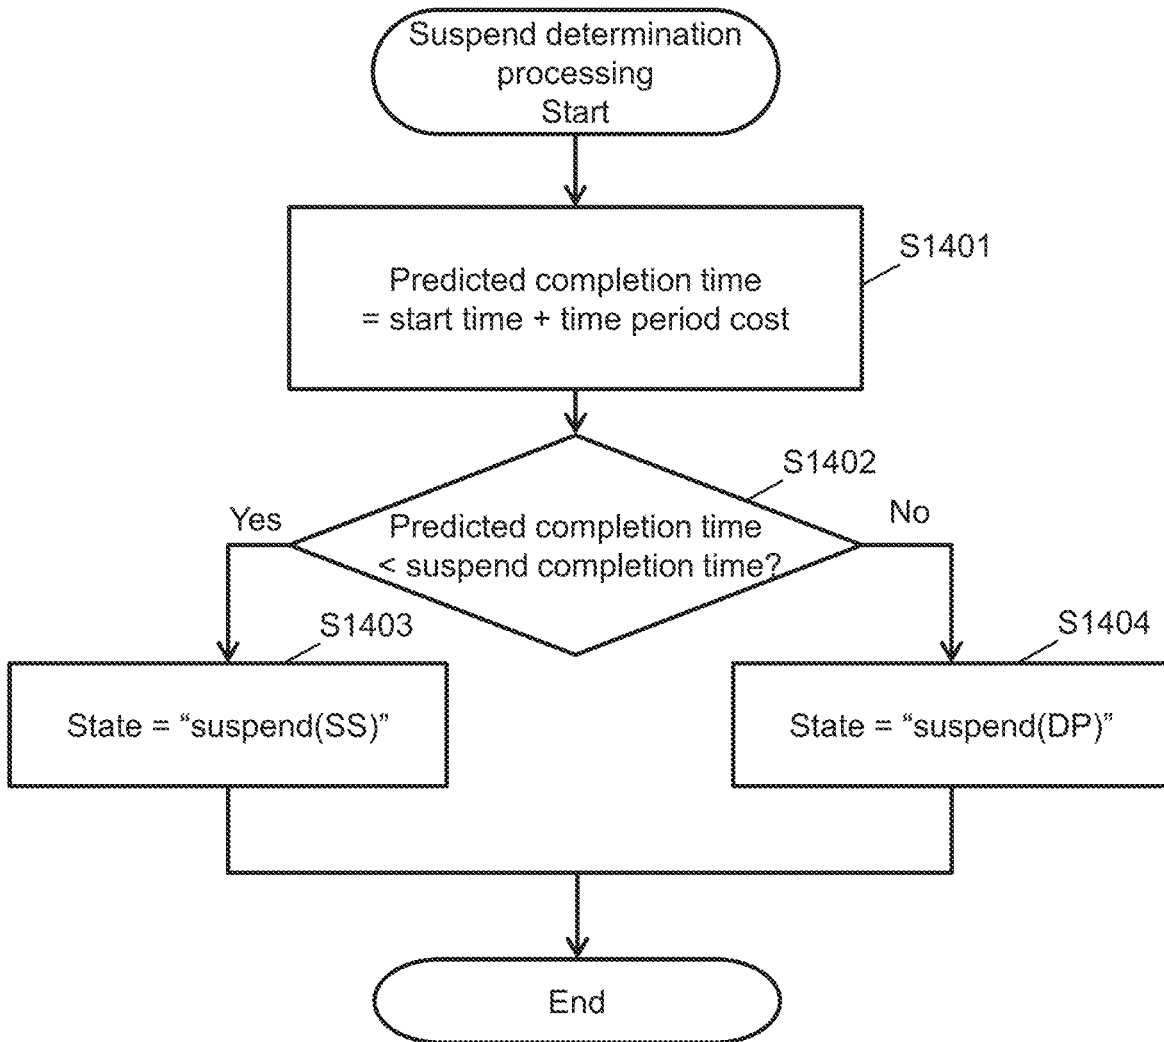 Suspend determination
processing
Start
S1401
Predicted completion time
= start time + time period cost
S1402
Yes
No
Predicted completion time
< suspend completion time?
S1403
S1404
State = “suspend(SS)”
State = “suspend(DP)”
End